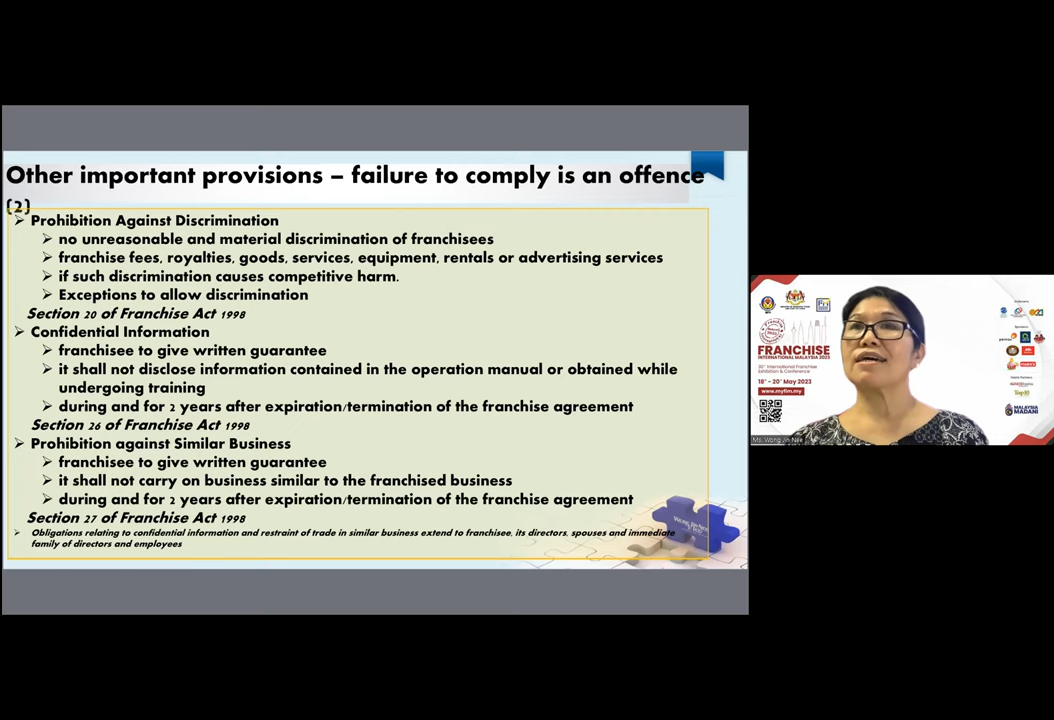 Other important provisions – failure to comply is an offence
(2)
➢ Prohibition Against Discrimination
➢ no unreasonable and material discrimination of franchisees
➢ franchise fees, royalties, goods, services, equipment, rentals or advertising services
➢ if such discrimination causes competitive harm.
➢ Exceptions to allow discrimination
Section 20 of Franchise Act 1998
➢ Confidential Information
➢ franchisee to give written guarantee
➢ it shall not disclose information contained in the operation manual or obtained while
undergoing training
➢ during and for 2 years after expiration/termination of the franchise agreement
Section 26 of Franchise Act 1998
➢ Prohibition against Similar Business
➢ franchisee to give written guarantee
➢ it shall not carry on business similar to the franchised business
➢ during and for 2 years after expiration/termination of the franchise agreement
Section 27 of Franchise Act 1998
➢ Obligations relating to confidential information and restraint of trade in similar business extend to franchisee, its directors, spouses and immediate
family of directors and employees
FRANCHISE
INTERNATIONAL MALAYSIA 2023
30th International Franchise
Exhibition & Conference
18th - 20th May 2023
www.myfim.my
MALAYSIA
MADANI
Ms. Wong Jin Nee